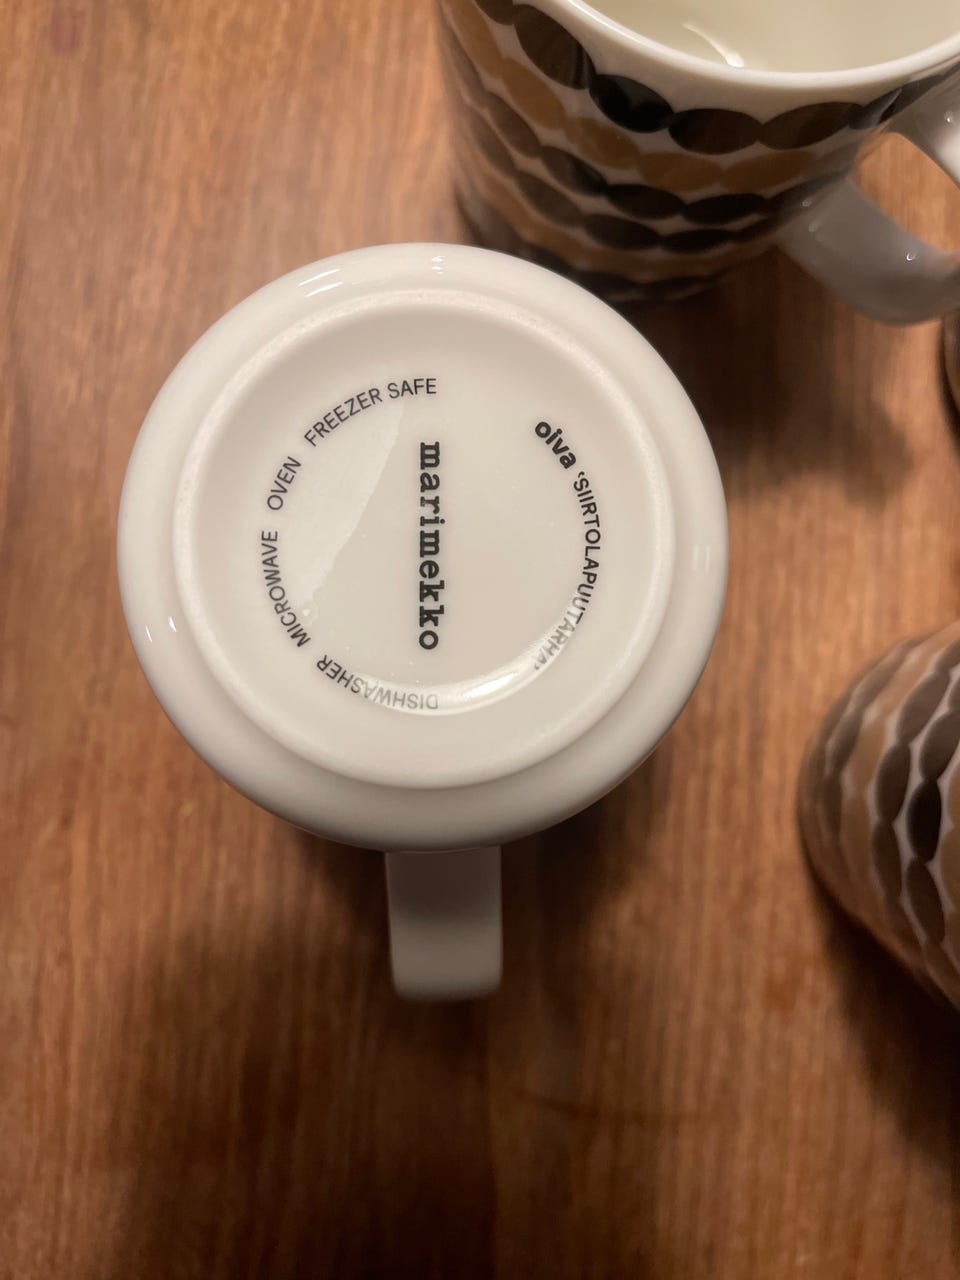 marimekko
oiva ‘SIIRTOLAPUUTARHA’
DISHWASHER MICROWAVE OVEN FREEZER SAFE